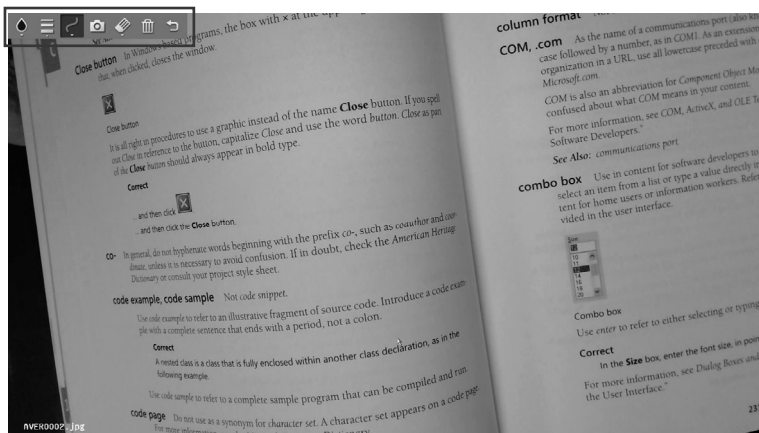 Close button In Windows-based programs, the box with x at the
that, when clicked, closes the window.
Close button
It is all right in procedures to use a graphic instead of the name Close button. If you spell
out Close in reference to the button, capitalize Close and use the word button. Close as part
of the Close button should always appear in bold type.
Correct
...and then click
...and then click the Close button.
co- In general, do not hyphenate words beginning with the prefix co-, such as coauthor and coor-
dinate, unless it is necessary to avoid confusion. If in doubt, check the American Heritage
Dictionary or consult your project style sheet.
code example, code sample Not code snippet.
Use code example to refer to an illustrative fragment of source code. Introduce a code exam-
ple with a complete sentence that ends with a period, not a colon.
Correct
A nested class is a class that is fully enclosed within another class declaration, as in the
following example.
Use code sample to refer to a complete sample program that can be compiled and run.
code page Do not use as a synonym for character set. A character set appears on a code page.
For more information
column format
COM, .com As the name of a communications port (also
case followed by a number, as in COM1. As an extension
organization in a URL, use all lowercase preceded with
Microsoft.com.
COM is also an abbreviation for Component Object
confused about what COM means in your content.
For more information, see COM, ActiveX, and OLE
Software Developers."
See Also: communications port
combo box Use in content for software developers to
select an item from a list or type a value directly
tent for home users or information workers.
vided in the user interface.
Size
12
10
11
12
14
16
18
20
Combo box
Use enter to refer to either selecting or typing
Correct
In the Size box, enter the font size, in
For more information, see Dialog Boxes and
the User Interface."
AVER0002.jpg